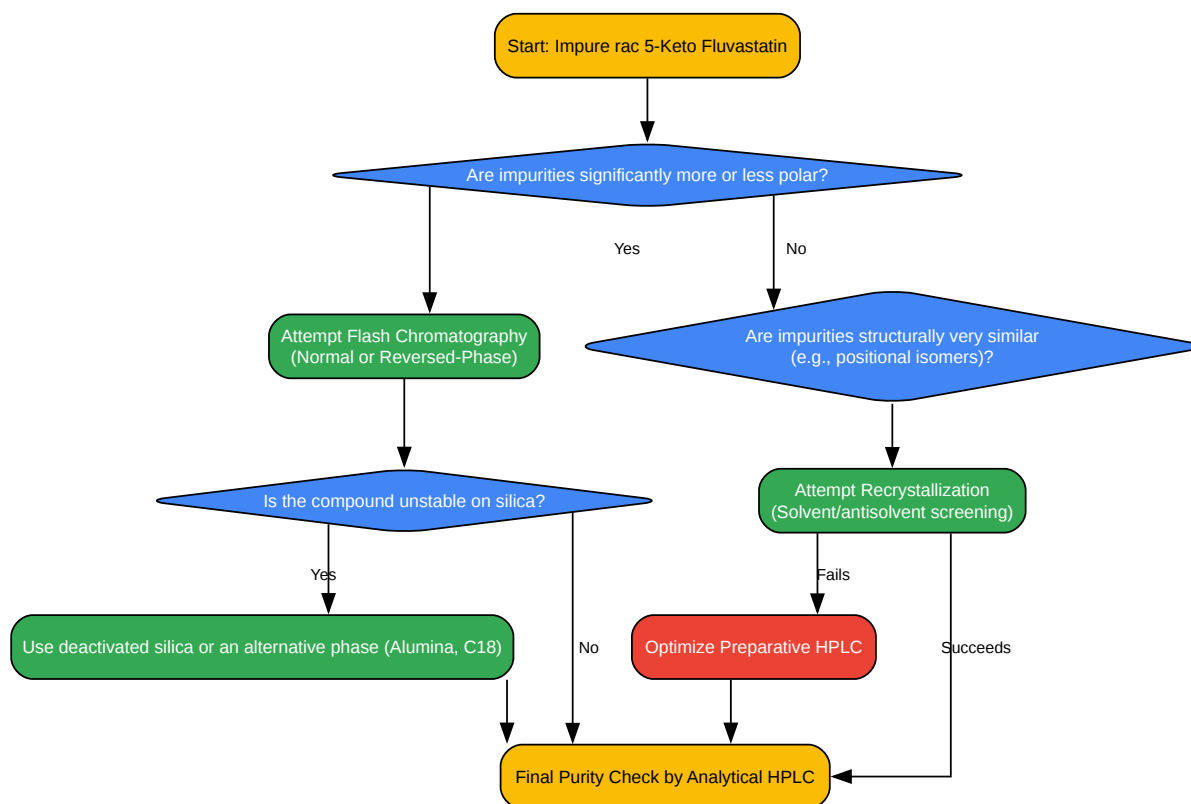 Start: Impure rac 5-Keto Fluvastatin
Are impurities significantly more or less polar?
Yes
No
Attempt Flash Chromatography
(Normal or Reversed-Phase)
Are impurities structurally very similar
(e.g., positional isomers)?
Is the compound unstable on silica?
Attempt Recrystallization
(Solvent/antisolvent screening)
Yes
Fails
Use deactivated silica or an alternative phase (Alumina, C18)
No
Optimize Preparative HPLC
Succeeds
Final Purity Check by Analytical HPLC